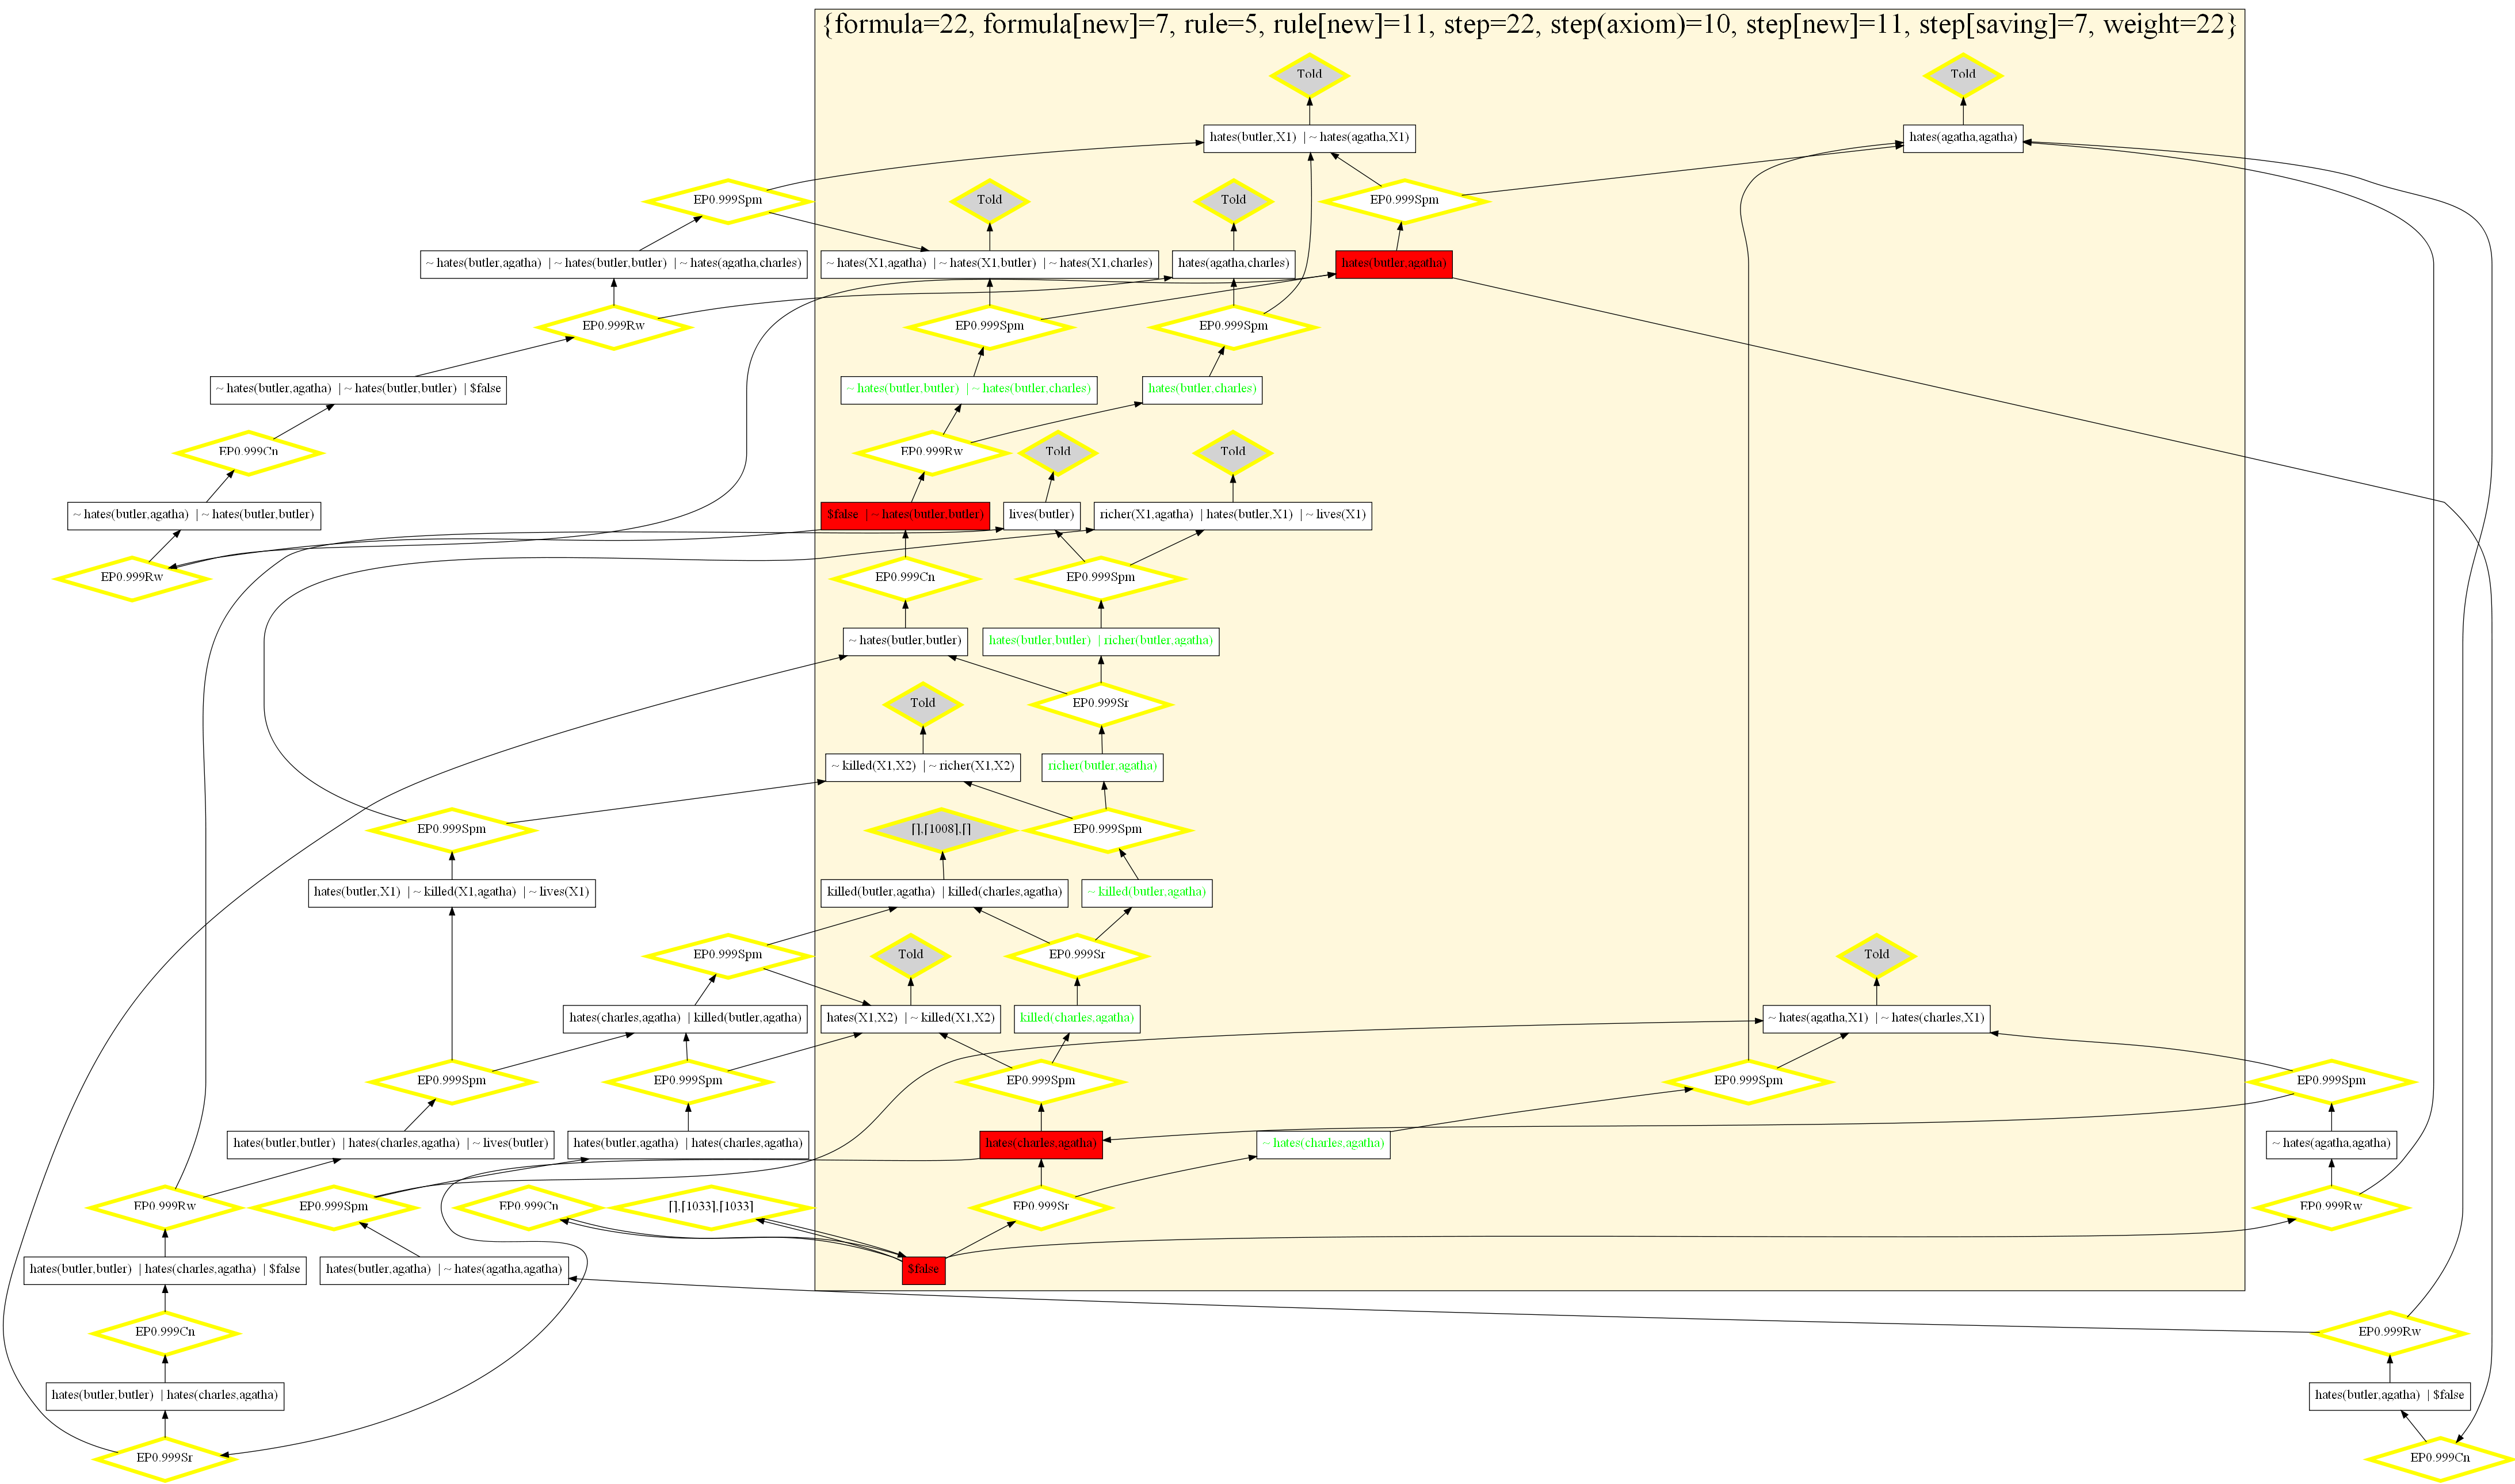 {formula=22, formula[new]=7, rule=5, rule[new]=11, step=22, step(axiom)=10, step[new]=11, step[saving]=7, weight=22}
Told
Told
hates(butler,X1) | ~ hates(agatha,X1)
hates(agatha,agatha)
EP0.999Spm
Told
Told
EP0.999Spm
~ hates(butler,agatha) | ~ hates(butler,butler) | ~ hates(agatha,charles)
~ hates(X1,agatha) | ~ hates(X1,butler) | ~ hates(X1,charles)
hates(agatha,charles)
hates(butler,agatha)
EP0.999Rw
EP0.999Spm
EP0.999Spm
~ hates(butler,agatha) | ~ hates(butler,butler) | $false
~ hates(butler,butler) | ~ hates(butler,charles)
hates(butler,charles)
EP0.999Cn
EP0.999Rw
Told
Told
~ hates(butler,agatha) | ~ hates(butler,butler)
$false | ~ hates(butler,butler)
lives(butler)
richer(X1,agatha) | hates(butler,X1) | ~ lives(X1)
EP0.999Rw
EP0.999Cn
EP0.999Spm
~ hates(butler,butler)
hates(butler,butler) | richer(butler,agatha)
Told
EP0.999Sr
~ killed(X1,X2) | ~ richer(X1,X2)
richer(butler,agatha)
EP0.999Spm
[],[1008],[]
EP0.999Spm
hates(butler,X1) | ~ killed(X1,agatha) | ~ lives(X1)
killed(butler,agatha) | killed(charles,agatha)
~ killed(butler,agatha)
EP0.999Spm
Told
EP0.999Sr
Told
hates(charles,agatha) | killed(butler,agatha)
hates(X1,X2) | ~ killed(X1,X2)
killed(charles,agatha)
~ hates(agatha,X1) | ~ hates(charles,X1)
EP0.999Spm
EP0.999Spm
EP0.999Spm
EP0.999Spm
EP0.999Spm
hates(butler,butler) | hates(charles,agatha) | ~ lives(butler)
hates(butler,agatha) | hates(charles,agatha)
hates(charles,agatha)
~ hates(charles,agatha)
~ hates(agatha,agatha)
EP0.999Rw
EP0.999Spm
EP0.999Cn
[],[1033],[1033]
EP0.999Sr
EP0.999Rw
hates(butler,butler) | hates(charles,agatha) | $false
hates(butler,agatha) | ~ hates(agatha,agatha)
$false
EP0.999Cn
EP0.999Rw
hates(butler,butler) | hates(charles,agatha)
hates(butler,agatha) | $false
EP0.999Sr
EP0.999Cn